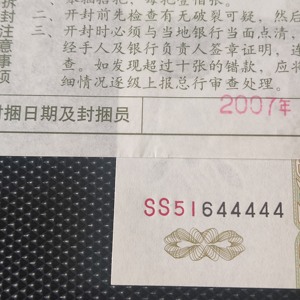 二、开封前先检查有无破裂可疑，然后
三、开封时必须与当地银行当面点清，
经手人及银行负责人签章证明，连
查。如发现超过十张的错款，应将
细情况逐级上报总行审查处理。
封注意事项
封捆日期及封捆员
2007年
SS51644444